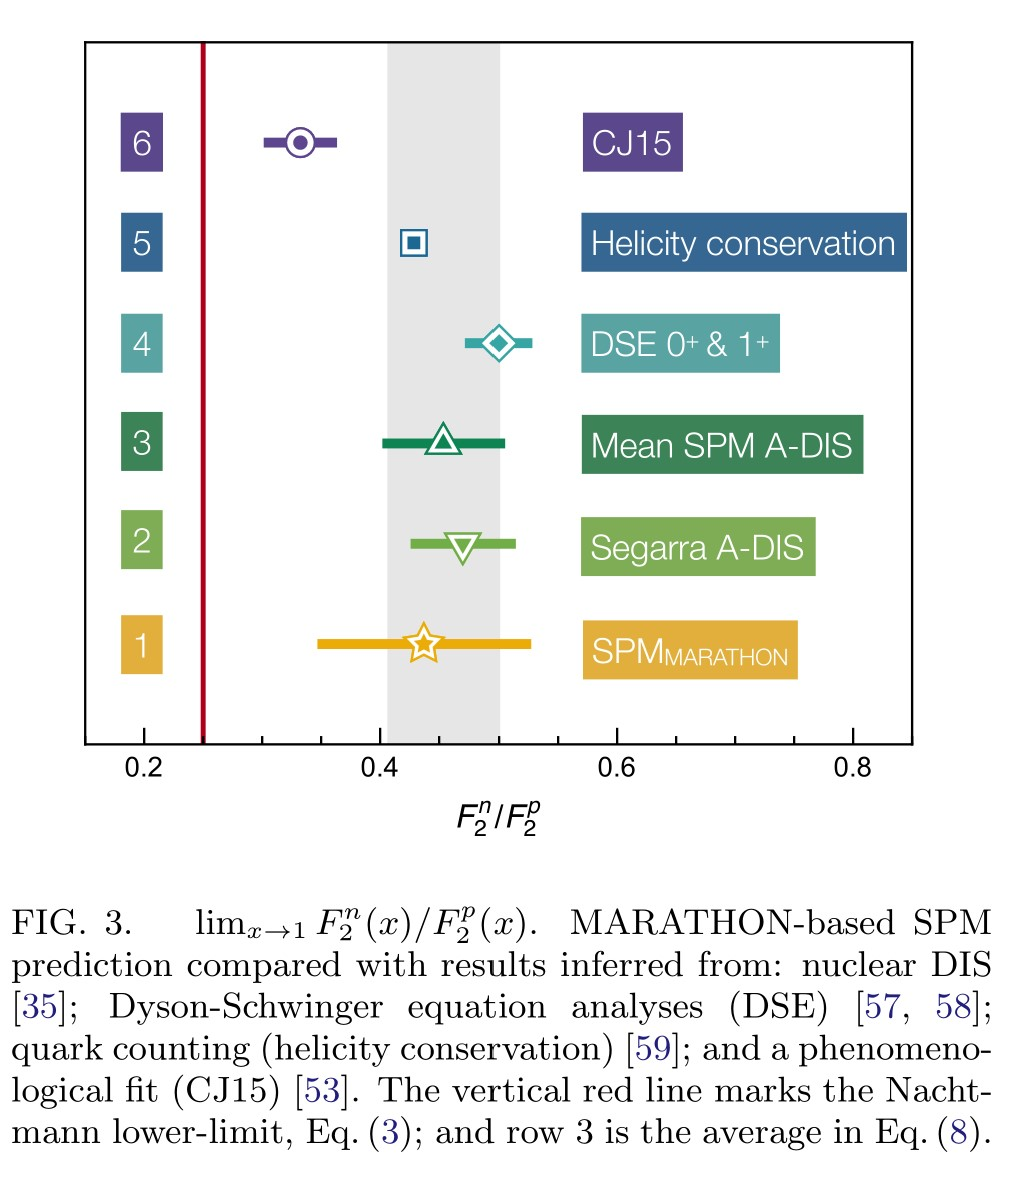 6 CJ15
5 Helicity conservation
4 DSE 0⁺ & 1⁺
3 Mean SPM A-DIS
2 Segarra A-DIS
1 SPM_MARATHON
0.2 0.4 0.6 0.8
F₂ⁿ/F₂ᵖ
FIG. 3. lim_{x→1} F₂ⁿ(x)/F₂ᵖ(x). MARATHON-based SPM
prediction compared with results inferred from: nuclear DIS
[35]; Dyson-Schwinger equation analyses (DSE) [57, 58];
quark counting (helicity conservation) [59]; and a phenomeno-
logical fit (CJ15) [53]. The vertical red line marks the Nacht-
mann lower-limit, Eq. (3); and row 3 is the average in Eq. (8).